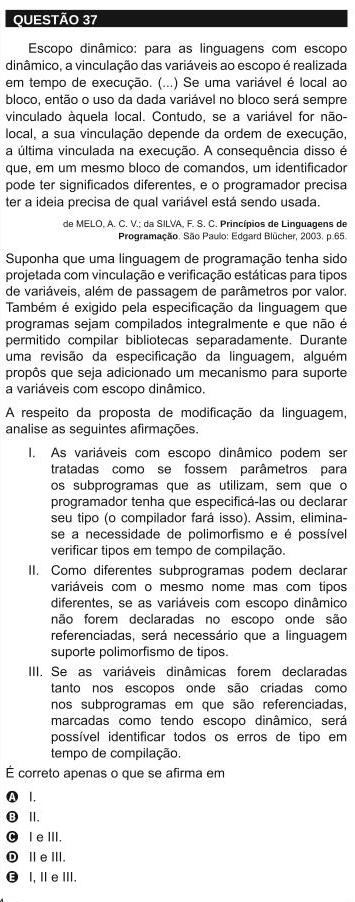 QUESTÃO 37
Escopo dinâmico: para as linguagens com escopo
dinâmico, a vinculação das variáveis ao escopo é realizada
em tempo de execução. (...) Se uma variável é local ao
bloco, então o uso da dada variável no bloco será sempre
vinculado àquela local. Contudo, se a variável for não-
local, a sua vinculação depende da ordem de execução,
a última vinculada na execução. A consequência disso é
que, em um mesmo bloco de comandos, um identificador
pode ter significados diferentes, e o programador precisa
ter a ideia precisa de qual variável está sendo usada.
de MELO, A. C. V.; da SILVA, F. S. C. Princípios de Linguagens de
Programação. São Paulo: Edgard Blücher, 2003. p.65.
Suponha que uma linguagem de programação tenha sido
projetada com vinculação e verificação estáticas para tipos
de variáveis, além de passagem de parâmetros por valor.
Também é exigido pela especificação da linguagem que
programas sejam compilados integralmente e que não é
permitido compilar bibliotecas separadamente. Durante
uma revisão da especificação da linguagem, alguém
propôs que seja adicionado um mecanismo para suporte
a variáveis com escopo dinâmico.
A respeito da proposta de modificação da linguagem,
analise as seguintes afirmações.
I. As variáveis com escopo dinâmico podem ser
tratadas como se fossem parâmetros para
os subprogramas que as utilizam, sem que o
programador tenha que especificá-las ou declarar
seu tipo (o compilador fará isso). Assim, elimina-
se a necessidade de polimorfismo e é possível
verificar tipos em tempo de compilação.
II. Como diferentes subprogramas podem declarar
variáveis com o mesmo nome mas com tipos
diferentes, se as variáveis com escopo dinâmico
não forem declaradas no escopo onde são
referenciadas, será necessário que a linguagem
suporte polimorfismo de tipos.
III. Se as variáveis dinâmicas forem declaradas
tanto nos escopos onde são criadas como
nos subprogramas em que são referenciadas,
marcadas como tendo escopo dinâmico, será
possível identificar todos os erros de tipo em
tempo de compilação.
É correto apenas o que se afirma em
A I.
B II.
C I e III.
D II e III.
E I, II e III.